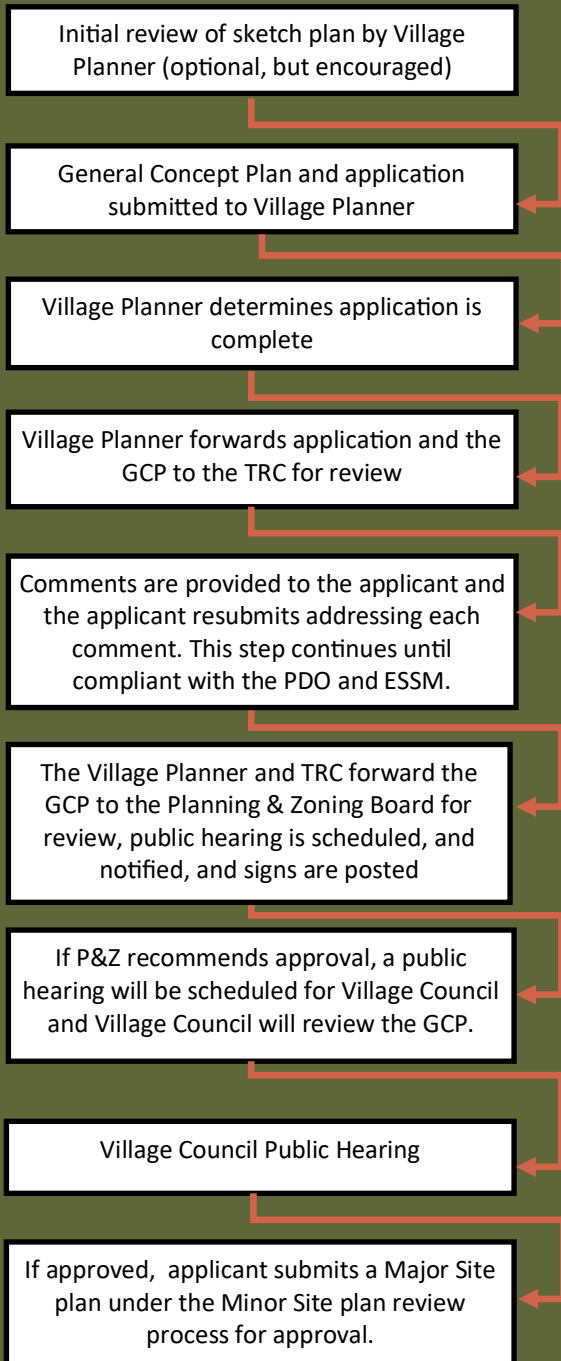 Initial review of sketch plan by Village
Planner (optional, but encouraged)
General Concept Plan and application
submitted to Village Planner
Village Planner determines application is
complete
Village Planner forwards application and the
GCP to the TRC for review
Comments are provided to the applicant and
the applicant resubmits addressing each
comment. This step continues until
compliant with the PDO and ESSM.
The Village Planner and TRC forward the
GCP to the Planning & Zoning Board for
review, public hearing is scheduled, and
notified, and signs are posted
If P&Z recommends approval, a public
hearing will be scheduled for Village Council
and Village Council will review the GCP.
Village Council Public Hearing
If approved,  applicant submits a Major Site
plan under the Minor Site plan review
process for approval.